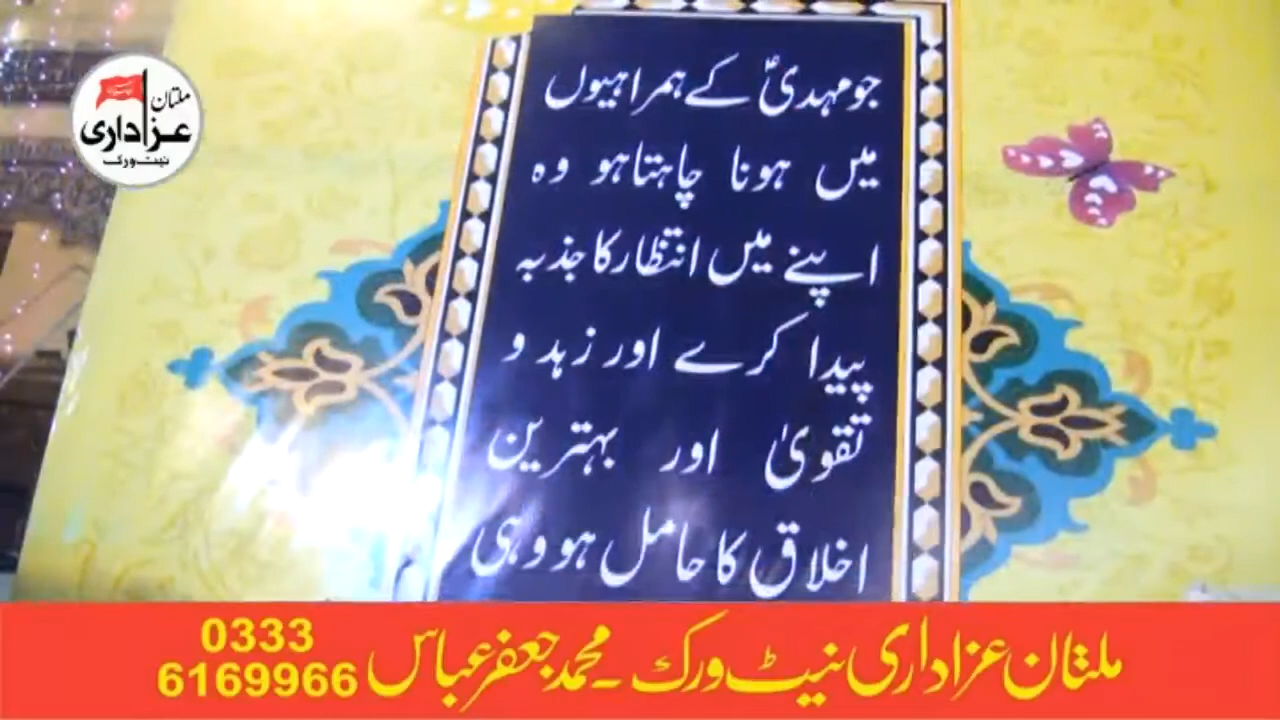 ملتان
عزاداری
نیٹ ورک
جو مہدیؑ کے ہمراہیوں
میں ہونا چاہتا ہو وہ
اپنے میں انتظار کا جذبہ
پیدا کرے اور زہد و
تقویٰ اور بہترین
اخلاق کا حامل ہو وہی
ملتان عزاداری نیٹ ورک ۔ محمد جعفر عباس
0333
6169966